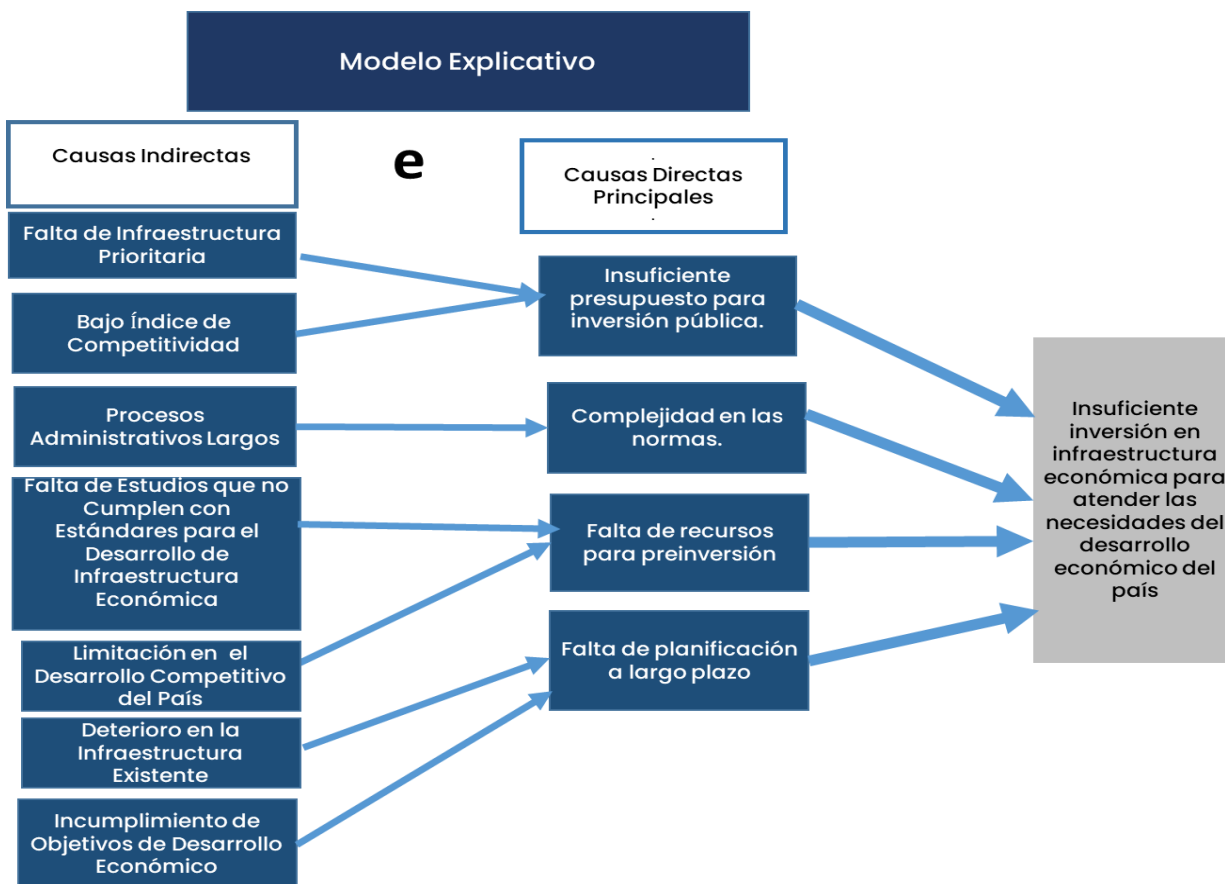 Modelo Explicativo
Causas Indirectas
e
.
Causas Directas
Principales
.
Falta de Infraestructura
Prioritaria
Bajo Índice de
Competitividad
Procesos
Administrativos Largos
Falta de Estudios que no
Cumplen con
Estándares para el
Desarrollo de
Infraestructura
Económica
Limitación en  el
Desarrollo Competitivo
del País
Deterioro en la
Infraestructura
Existente
Incumplimiento de
Objetivos de Desarrollo
Económico
Insuficiente
presupuesto para
inversión pública.
Complejidad en las
normas.
Falta de recursos
para preinversión
Falta de planificación
a largo plazo
Insuficiente
inversión en
infraestructura
económica para
atender las
necesidades del
desarrollo
económico del
país